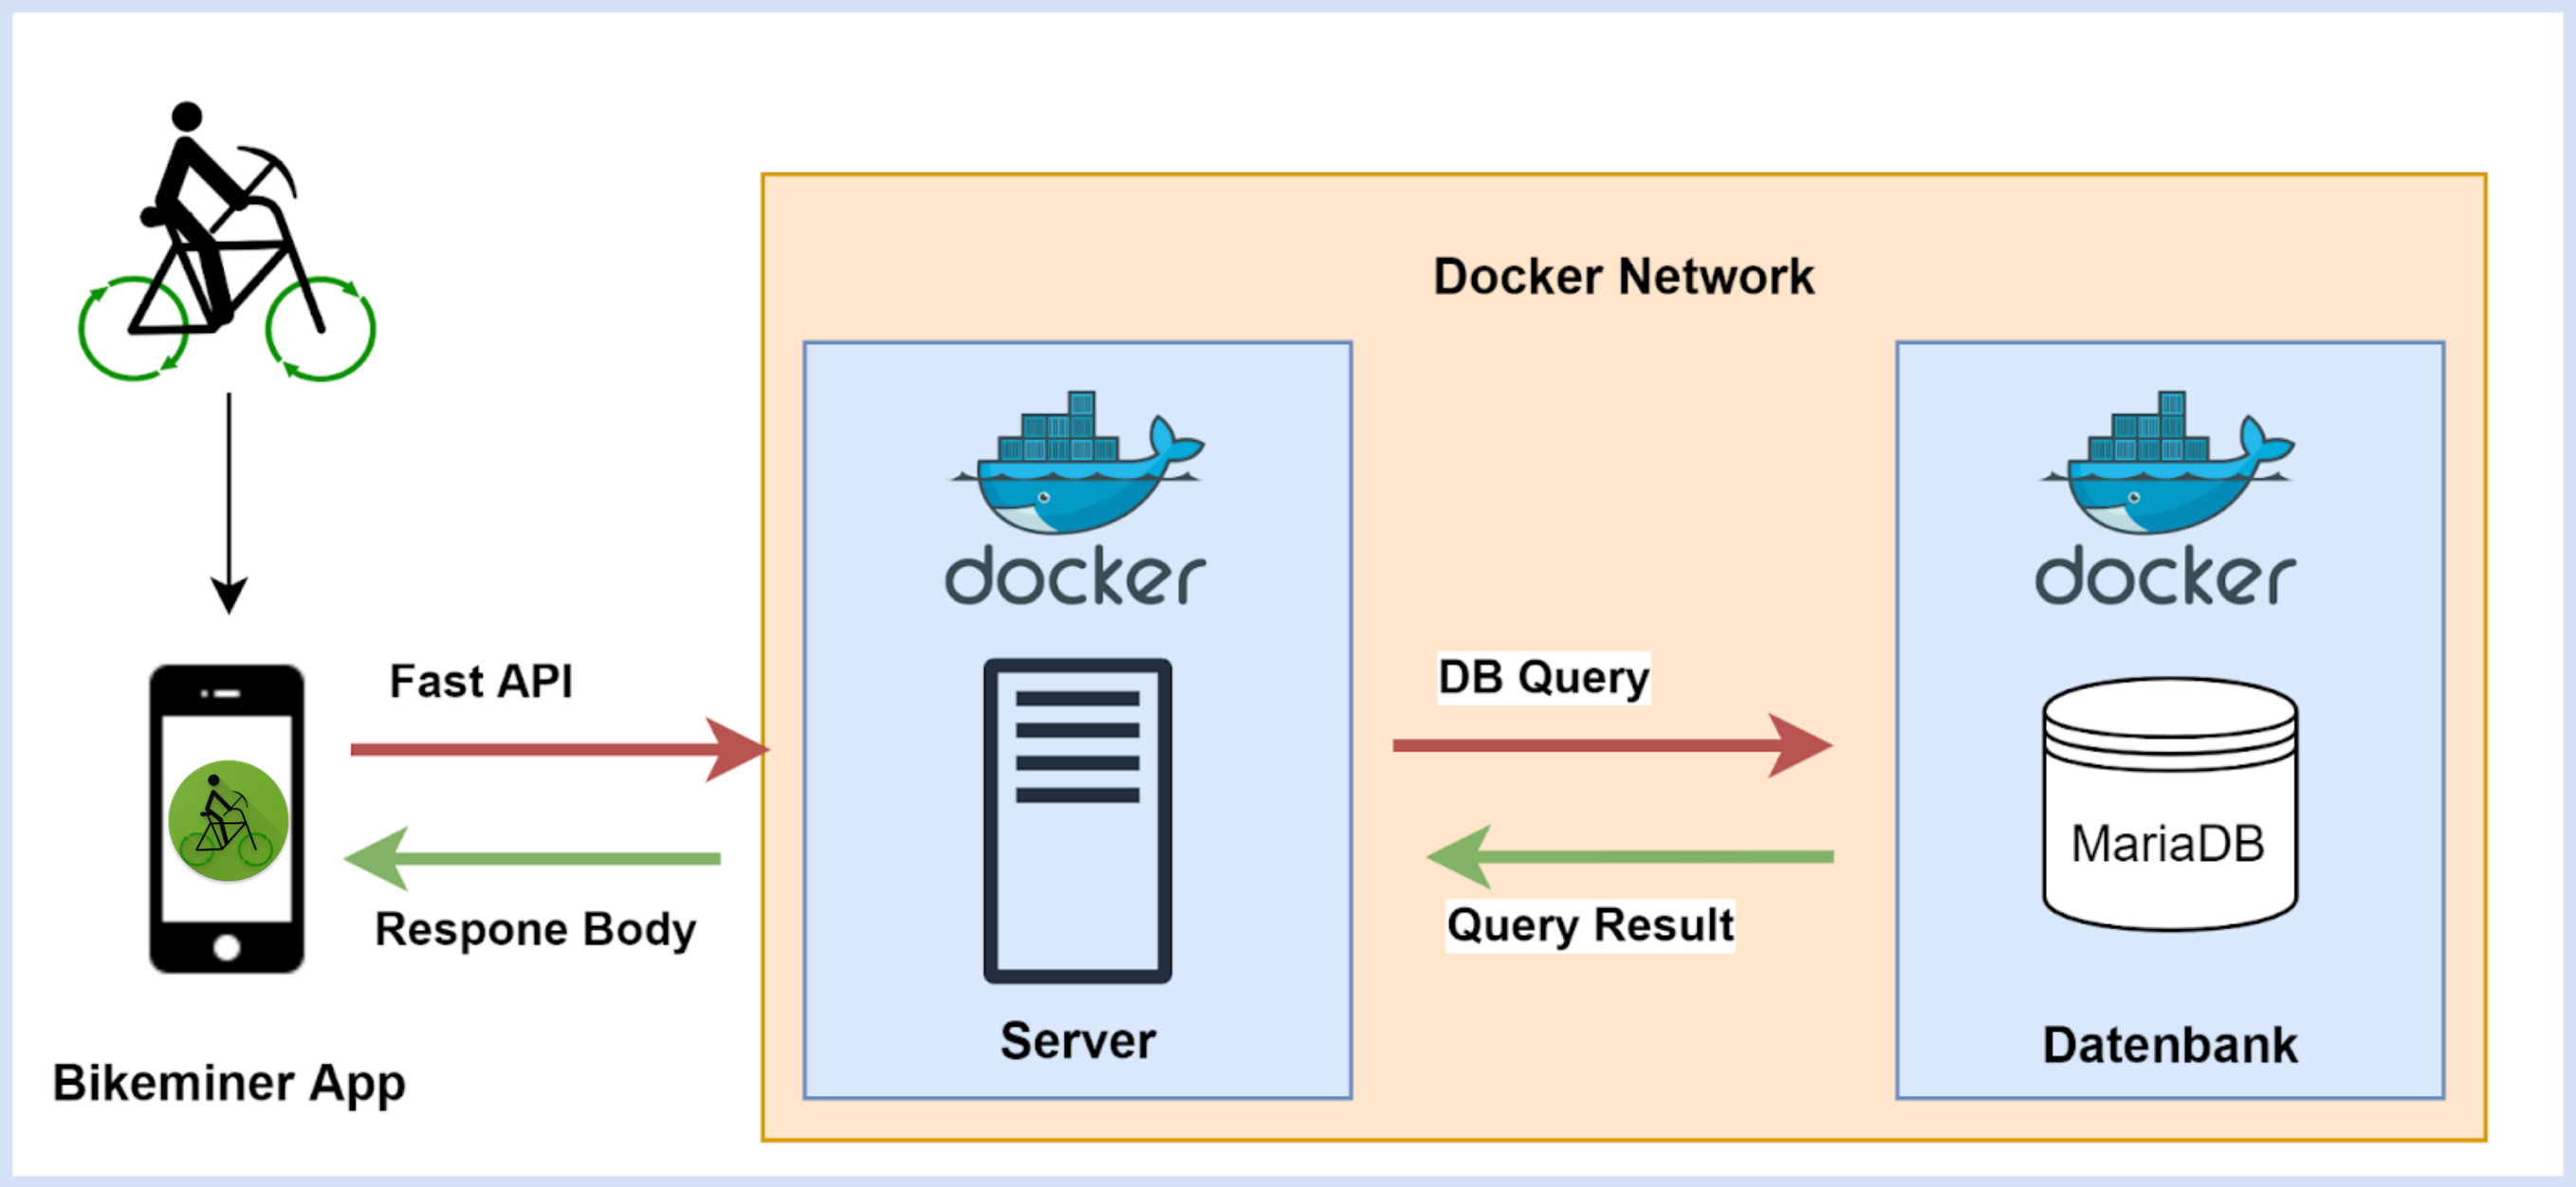 Docker Network
docker
docker
Fast API
DB Query
MariaDB
Respone Body
Query Result
Server
Datenbank
Bikeminer App